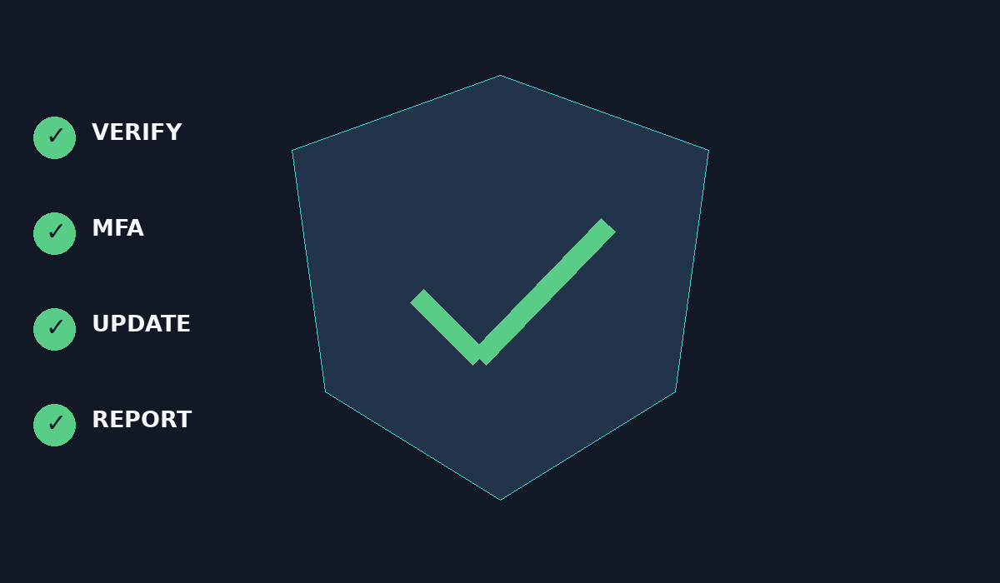 ✓ VERIFY
✓ MFA
✓ UPDATE
✓ REPORT